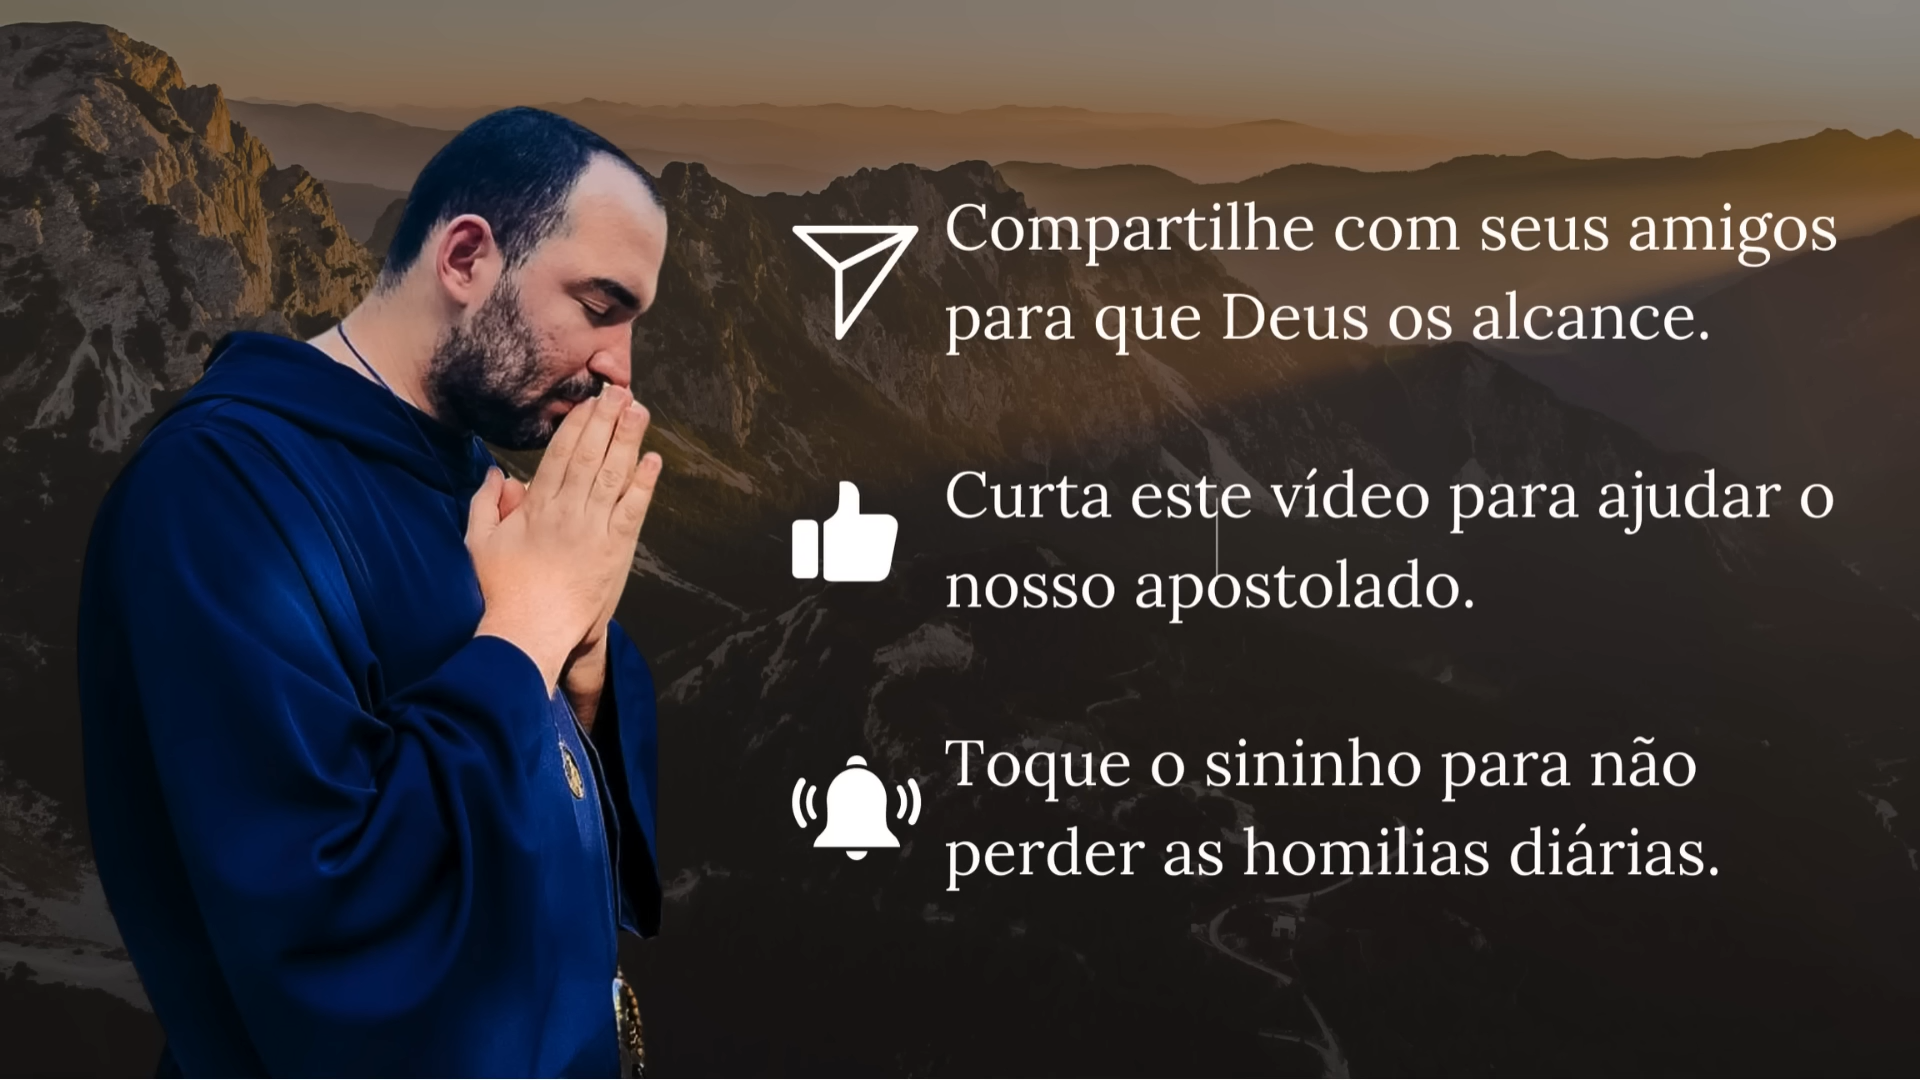 Compartilhe com seus amigos
para que Deus os alcance.
Curta este vídeo para ajudar o
nosso apostolado.
Toque o sininho para não
perder as homilias diárias.